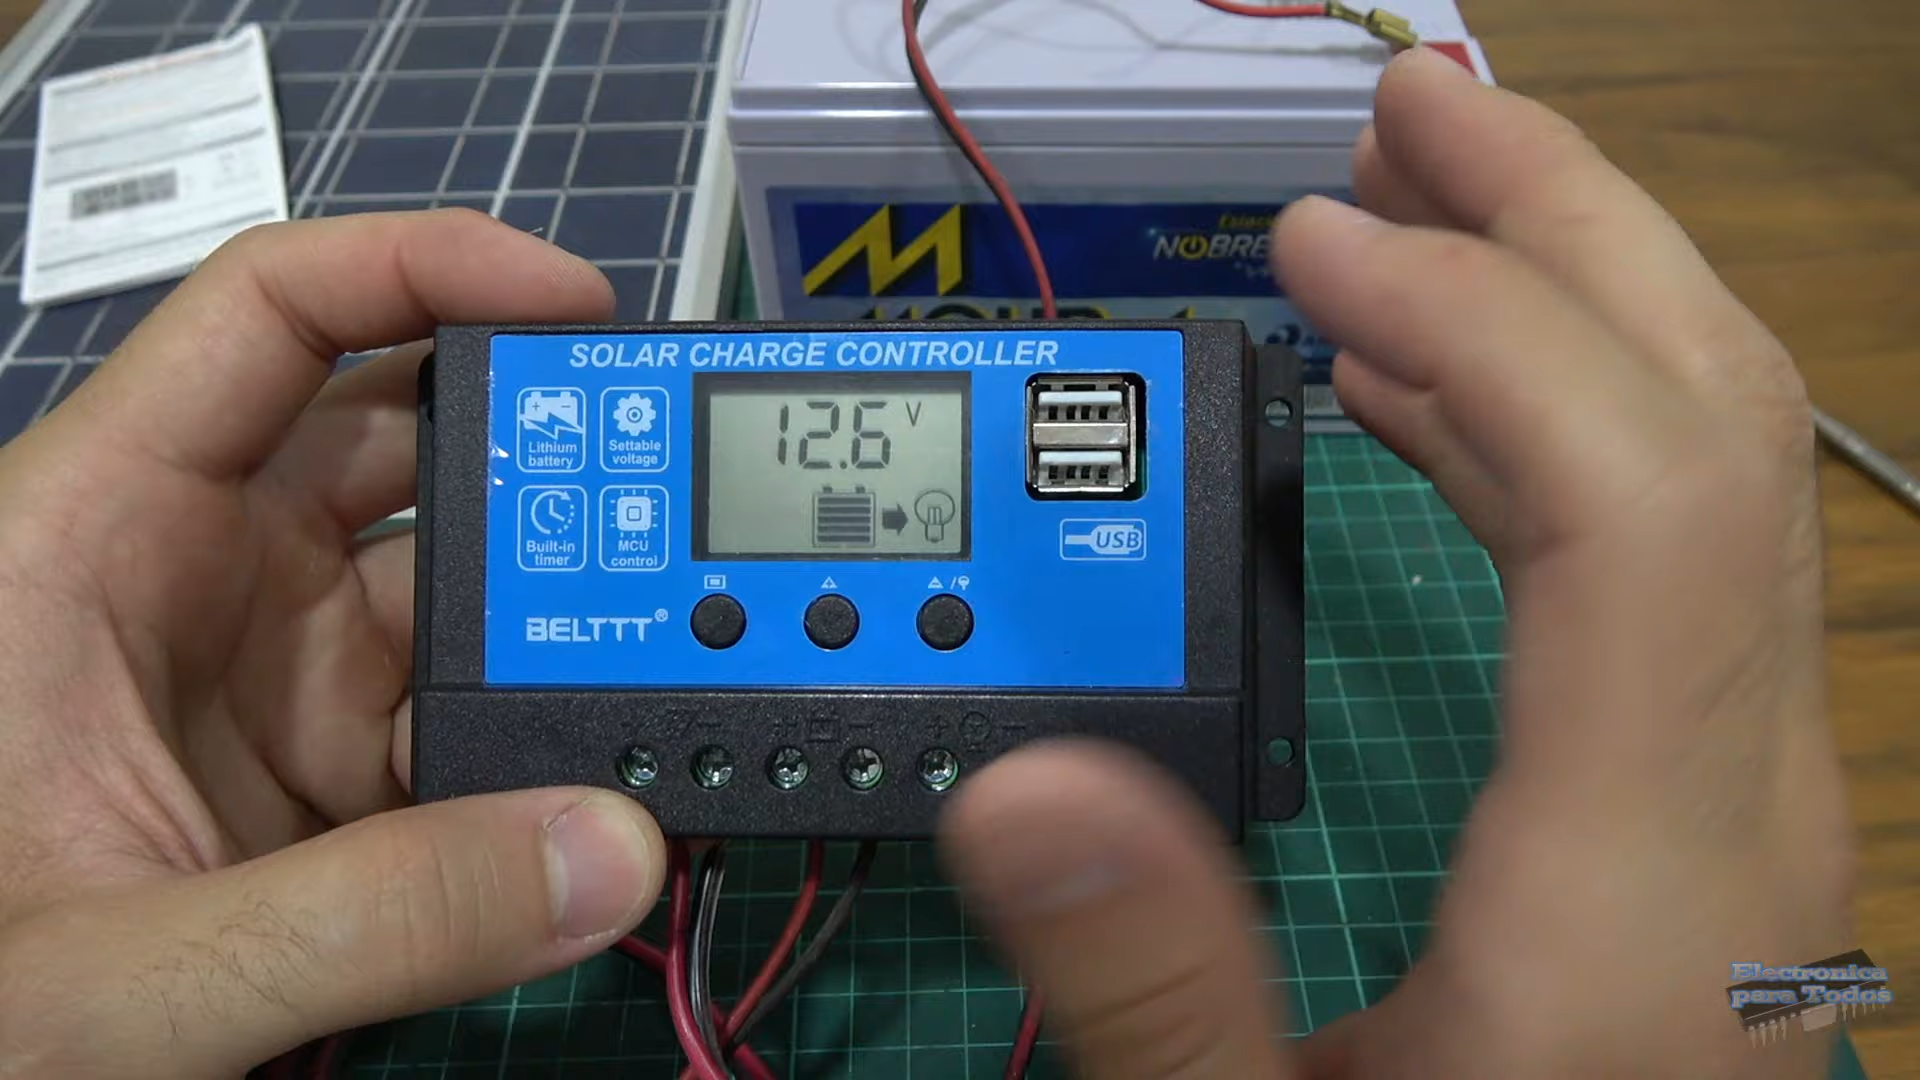 M
NOBRE
SOLAR CHARGE CONTROLLER
Lithium
battery
Settable
voltage
12.6 V
Built-in
timer
MCU
control
USB
BELTTT®
Electronica
para Todos